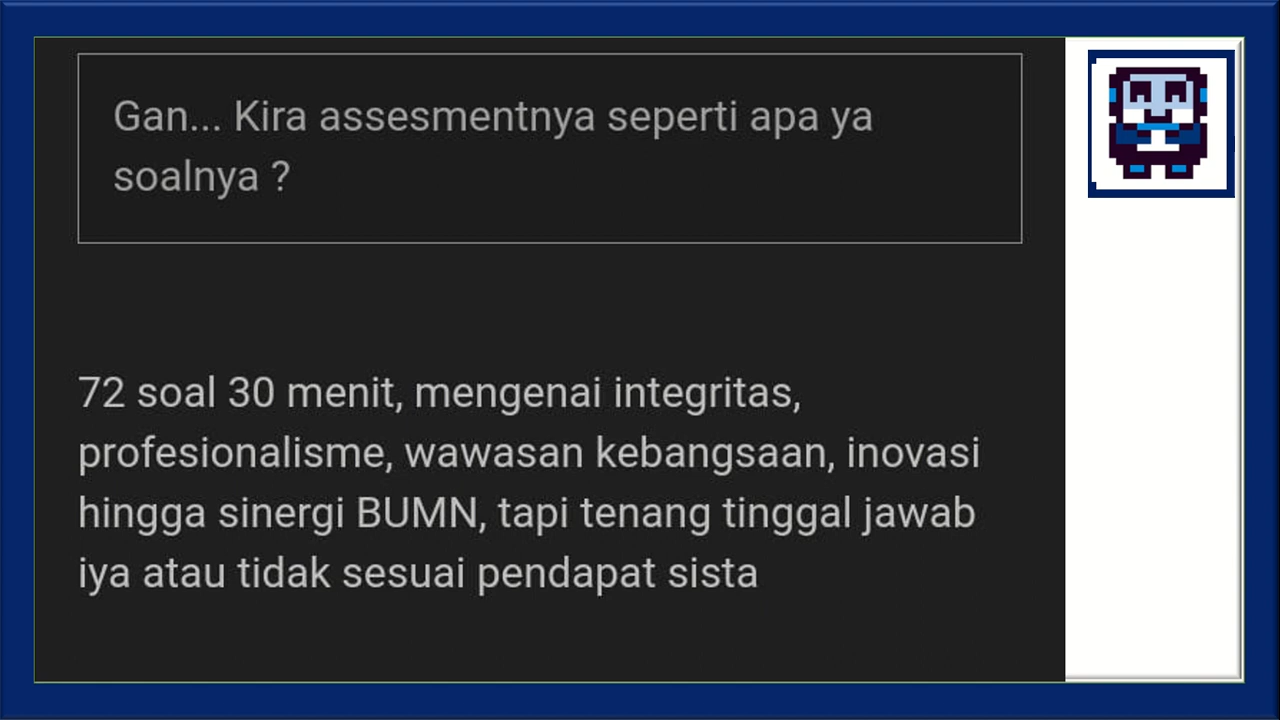 Gan... Kira assesmentnya seperti apa ya
soalnya ?
72 soal 30 menit, mengenai integritas,
profesionalisme, wawasan kebangsaan, inovasi
hingga sinergi BUMN, tapi tenang tinggal jawab
iya atau tidak sesuai pendapat sista